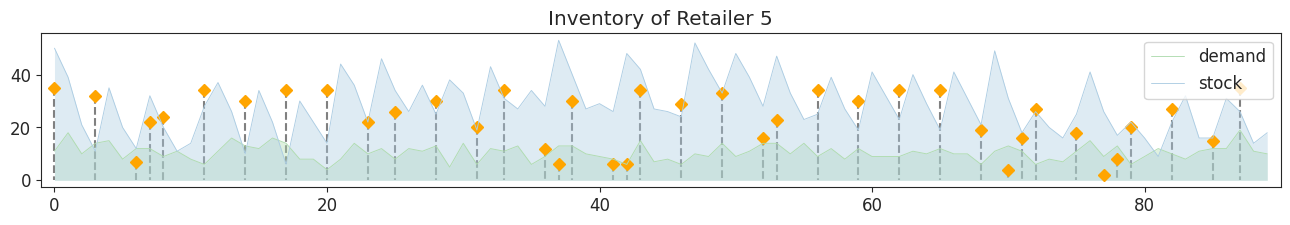 Inventory of Retailer 5
demand
stock
40
20
0
0 20 40 60 80